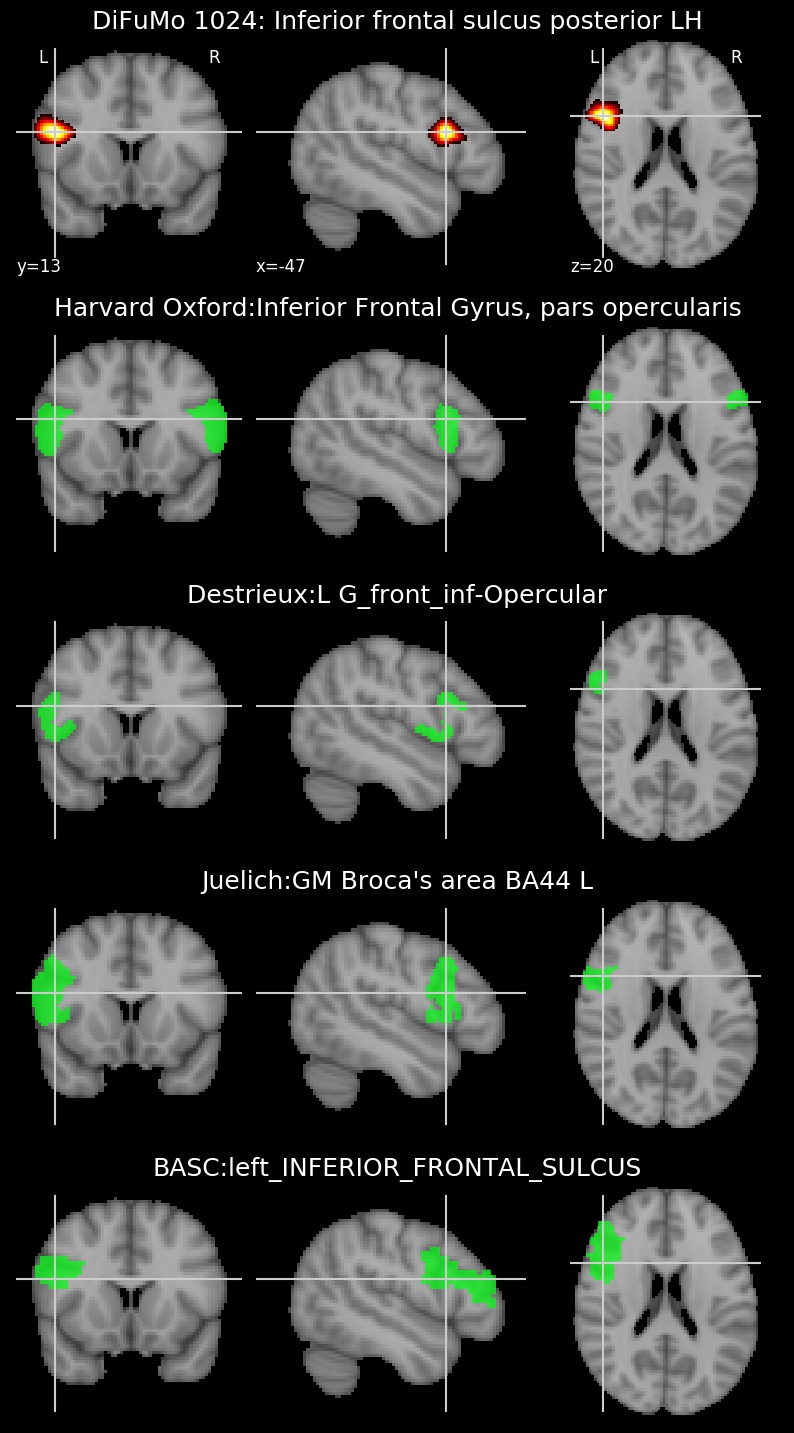 DiFuMo 1024: Inferior frontal sulcus posterior LH
L R L R
y=13 x=-47 z=20
Harvard Oxford:Inferior Frontal Gyrus, pars opercularis
Destrieux:L G_front_inf-Opercular
Juelich:GM Broca's area BA44 L
BASC:left_INFERIOR_FRONTAL_SULCUS